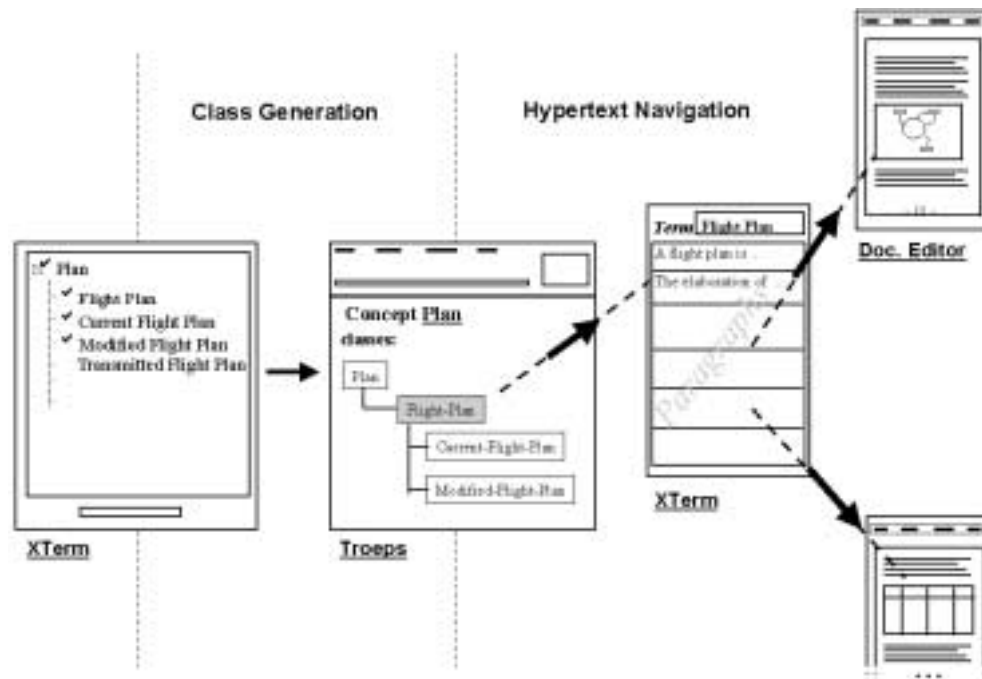 Class Generation
Hypertext Navigation
Plan
Flight Plan
Current Flight Plan
Modified Flight Plan
Transmitted Flight Plan
XTerm
Concept Plan
classes:
Plan
Flight-Plan
Current-Flight-Plan
Modified-Flight-Plan
Troeps
Term Flight Plan
A flight plan is .
The elaboration of
Paragraphs
XTerm
Doc. Editor